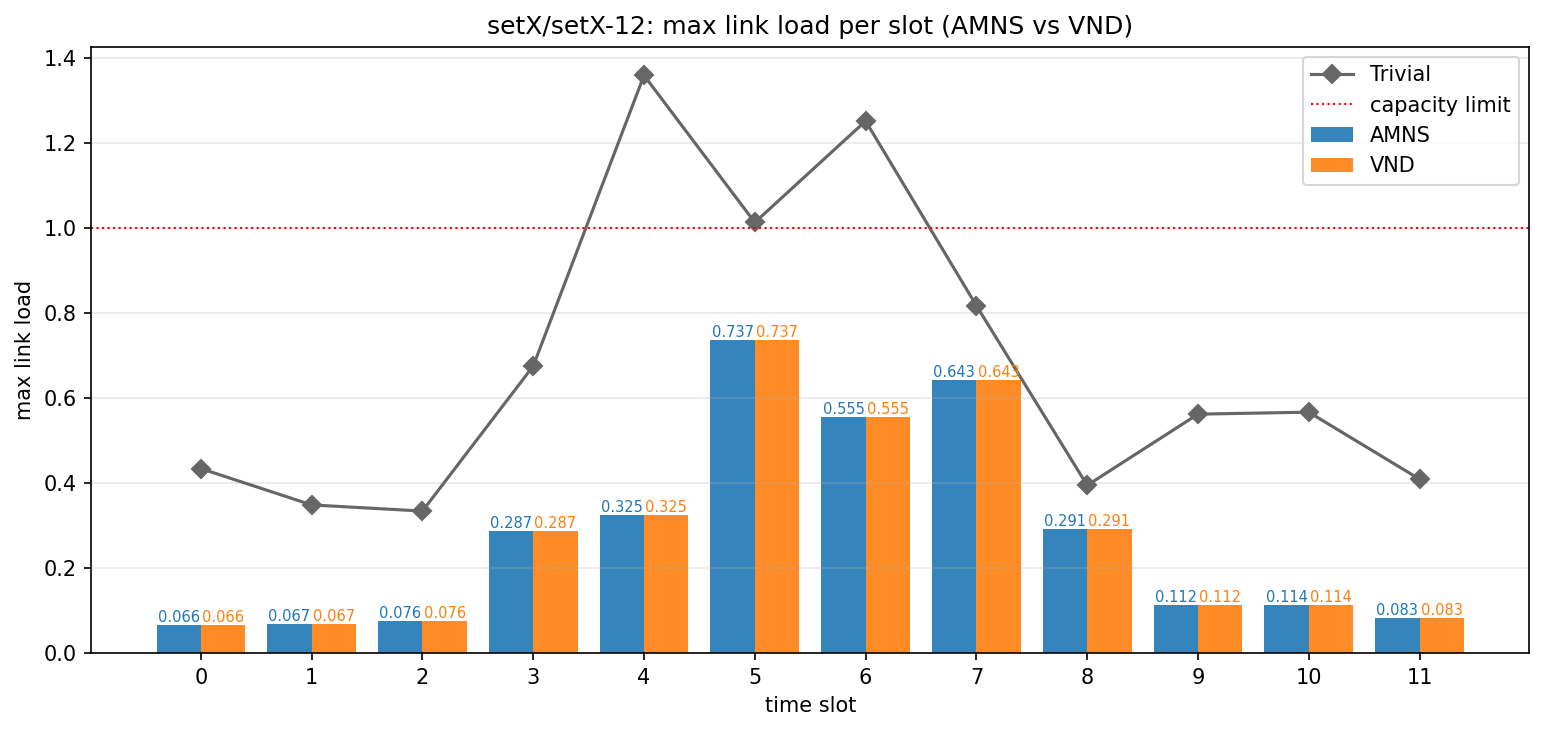 setX/setX-12: max link load per slot (AMNS vs VND)
max link load
1.4
1.2
1.0
0.8
0.6
0.4
0.2
0.0
Trivial
capacity limit
AMNS
VND
0.066 0.066
0.067 0.067
0.076 0.076
0.287 0.287
0.325 0.325
0.737 0.737
0.555 0.555
0.643 0.643
0.291 0.291
0.112 0.112
0.114 0.114
0.083 0.083
0 1 2 3 4 5 6 7 8 9 10 11
time slot